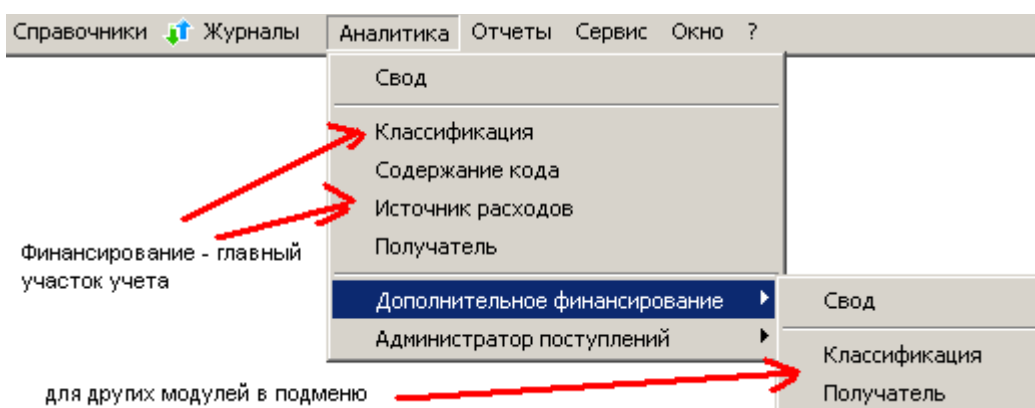 Справочники Журналы Аналитика Отчеты Сервис Окно ?
Свод
Классификация
Содержание кода
Источник расходов
Получатель
Финансирование - главный
участок учета
Дополнительное финансирование
Администратор поступлений
Свод
Классификация
Получатель
для других модулей в подменю